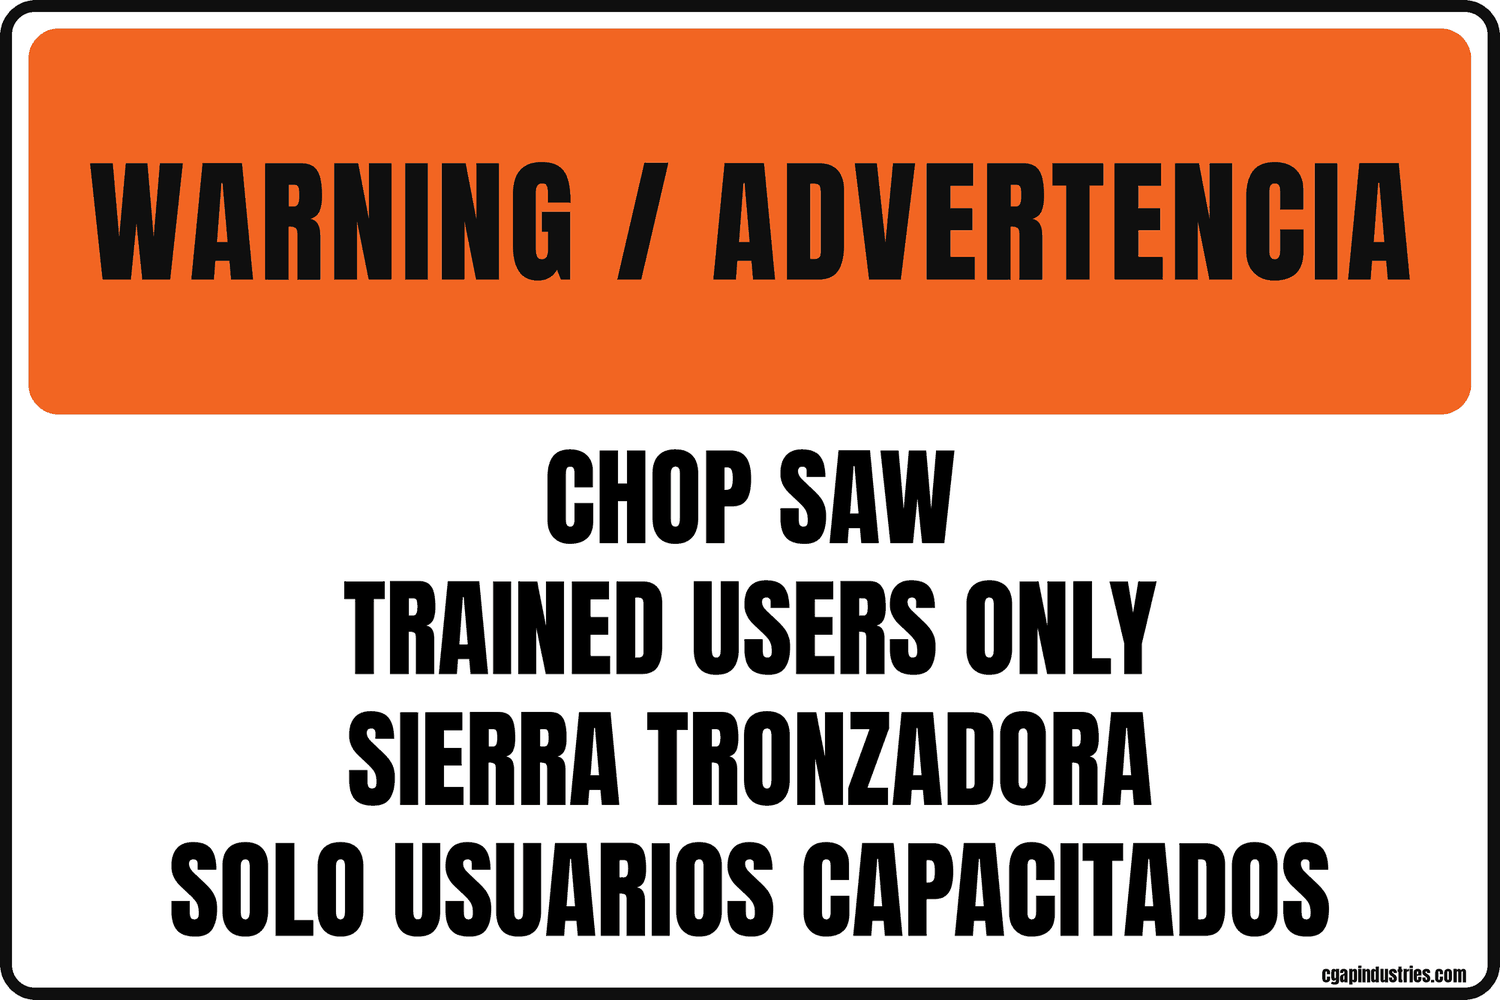 WARNING / ADVERTENCIA
CHOP SAW
TRAINED USERS ONLY
SIERRA TRONZADORA
SOLO USUARIOS CAPACITADOS
cgapindustries.com